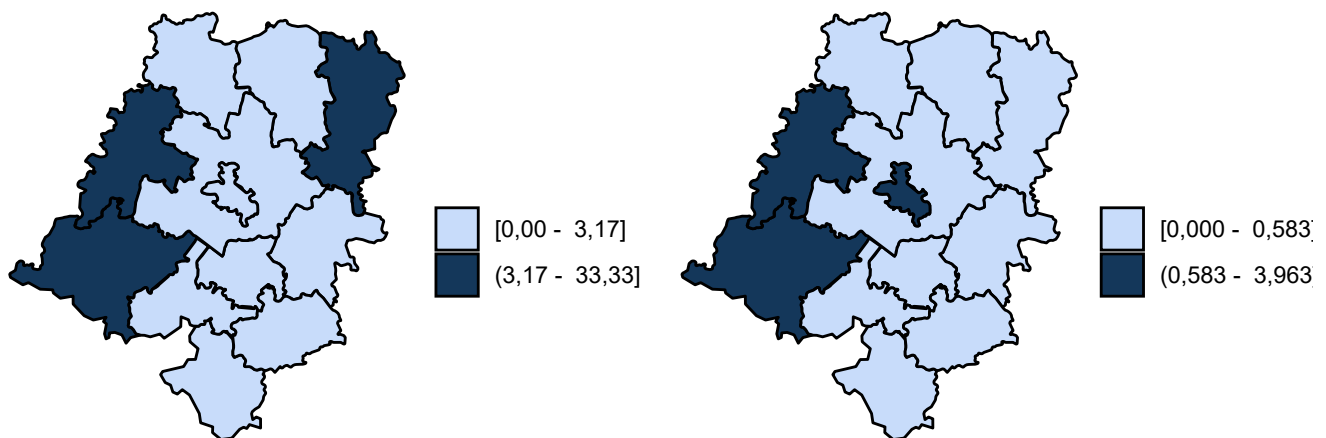 [0,00 - 3,17]
(3,17 - 33,33]
[0,000 - 0,583]
(0,583 - 3,963]